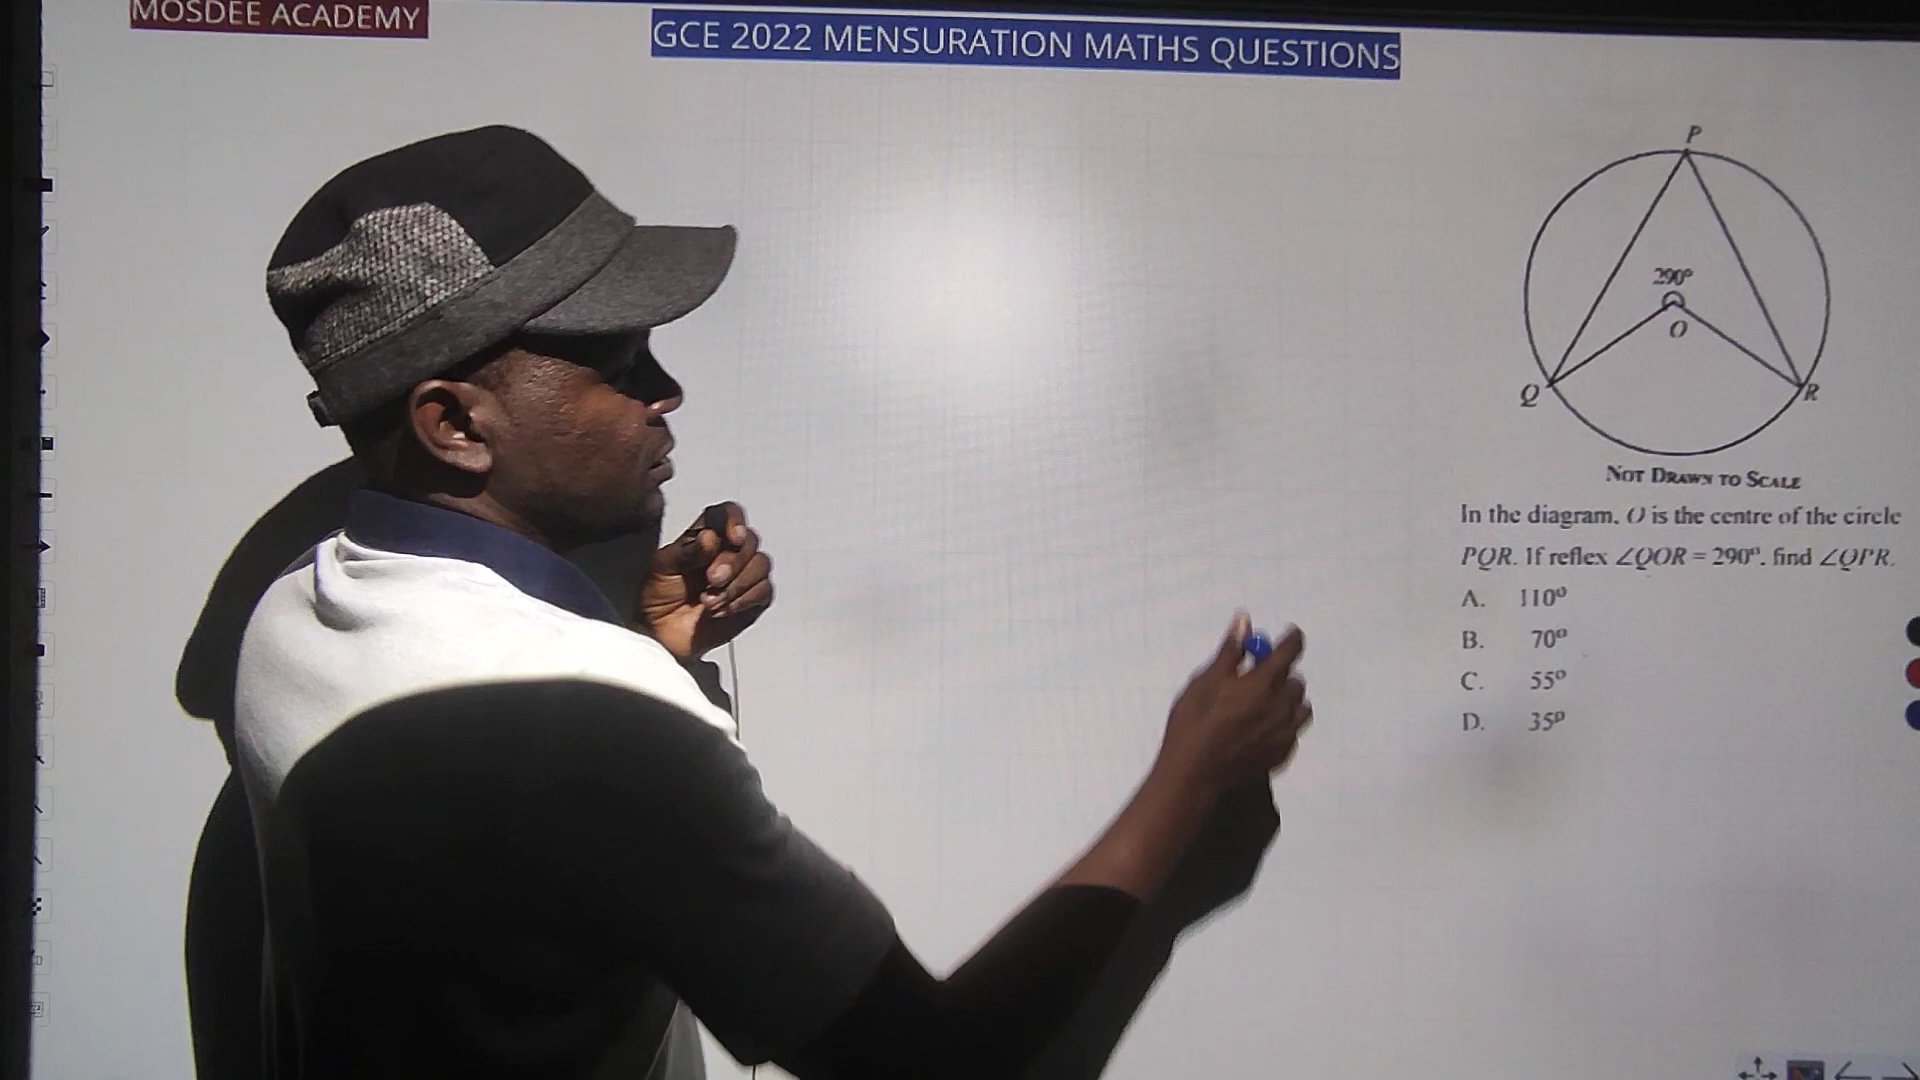 MOSDEE ACADEMY
GCE 2022 MENSURATION MATHS QUESTIONS
P
290°
O
Q
R
NOT DRAWN TO SCALE
In the diagram, O is the centre of the circle
PQR. If reflex ∠QOR = 290°, find ∠QPR.
A. 110°
B. 70°
C. 55°
D. 35°